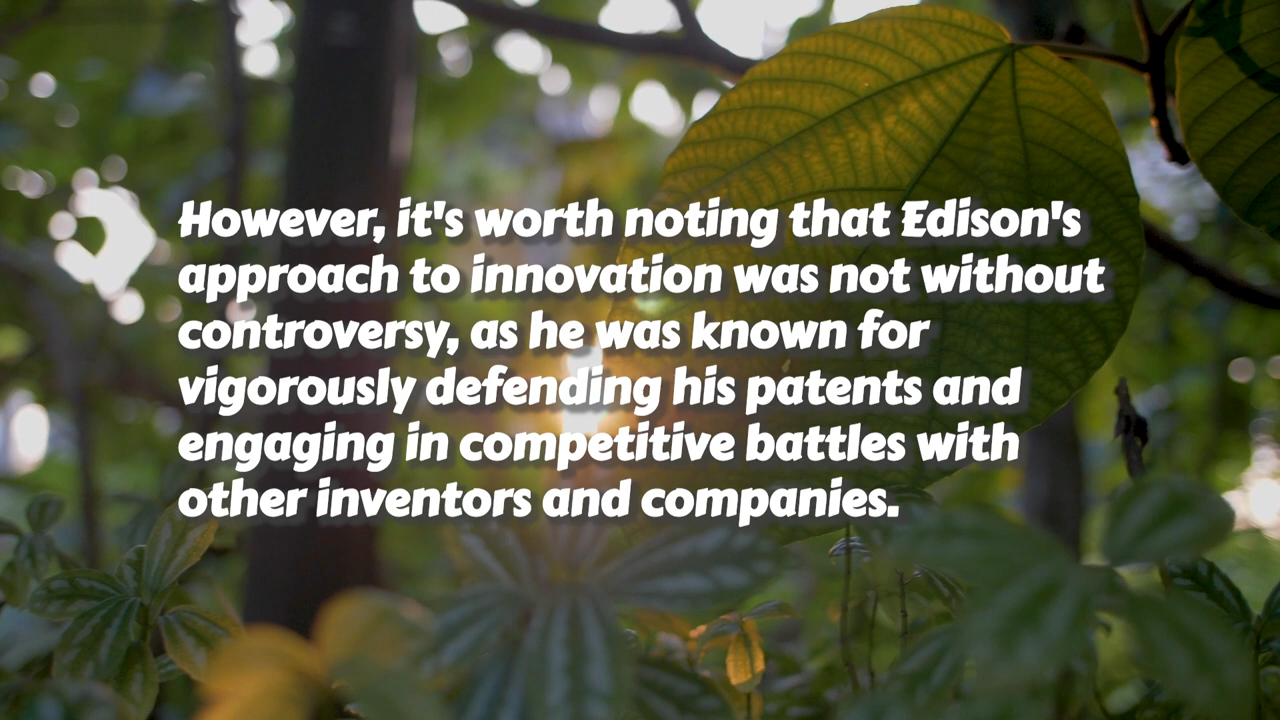 However, it's worth noting that Edison's
approach to innovation was not without
controversy, as he was known for
vigorously defending his patents and
engaging in competitive battles with
other inventors and companies.